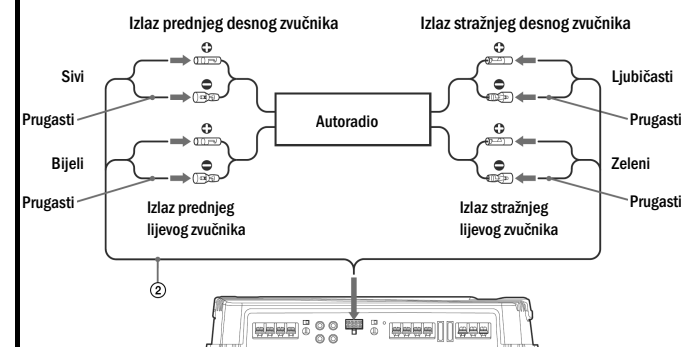 Izlaz prednjeg desnog zvučnika
Izlaz stražnjeg desnog zvučnika
Sivi
Ljubičasti
Prugasti
Prugasti
Autoradio
Bijeli
Zeleni
Prugasti
Prugasti
Izlaz prednjeg
lijevog zvučnika
Izlaz stražnjeg
lijevog zvučnika
②